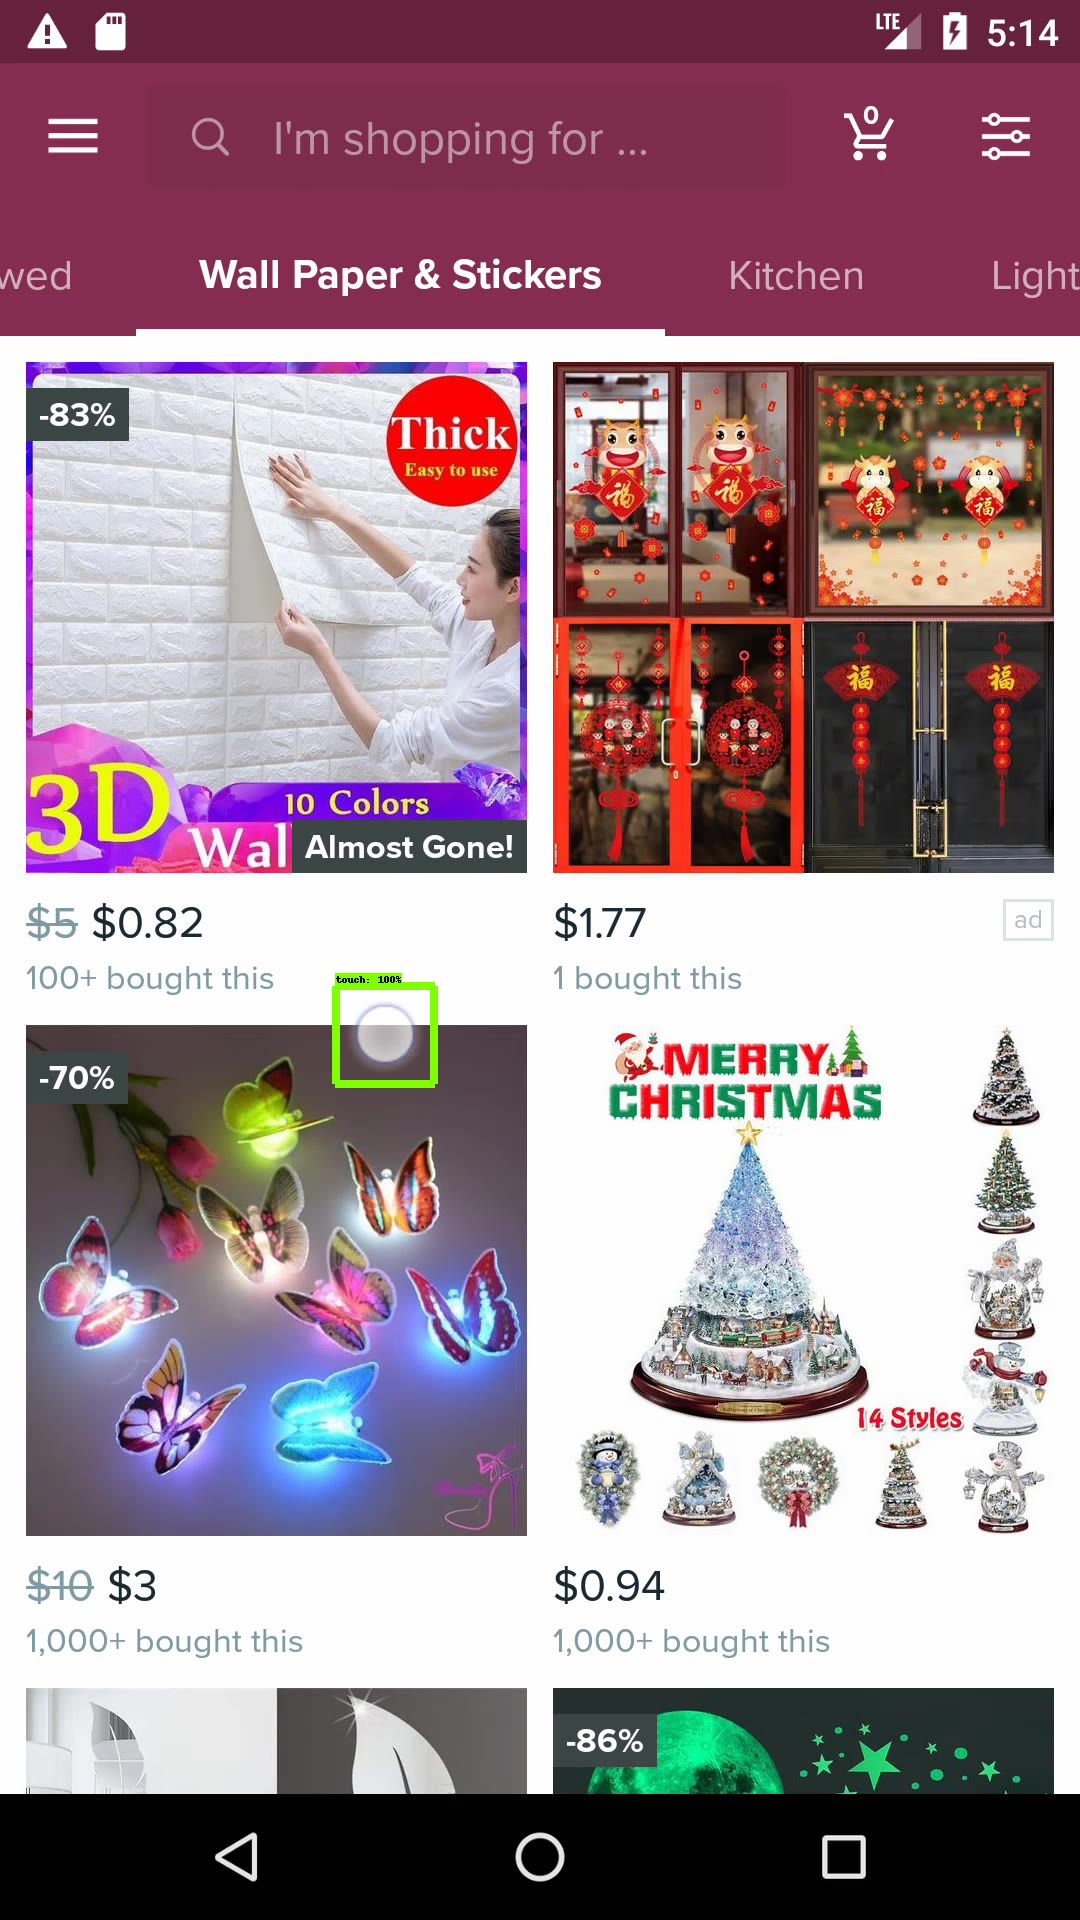 LTE 5:14
I'm shopping for ...
0
wed Wall Paper & Stickers Kitchen Light
-83%
Thick
Easy to use
3D
10 Colors
Wal
Almost Gone!
福 福 福 福
福 福
$5 $0.82
100+ bought this
$1.77
ad
1 bought this
touch: 100%
-70%
MERRY
CHRISTMAS
14 Styles
$10 $3
1,000+ bought this
$0.94
1,000+ bought this
-86%